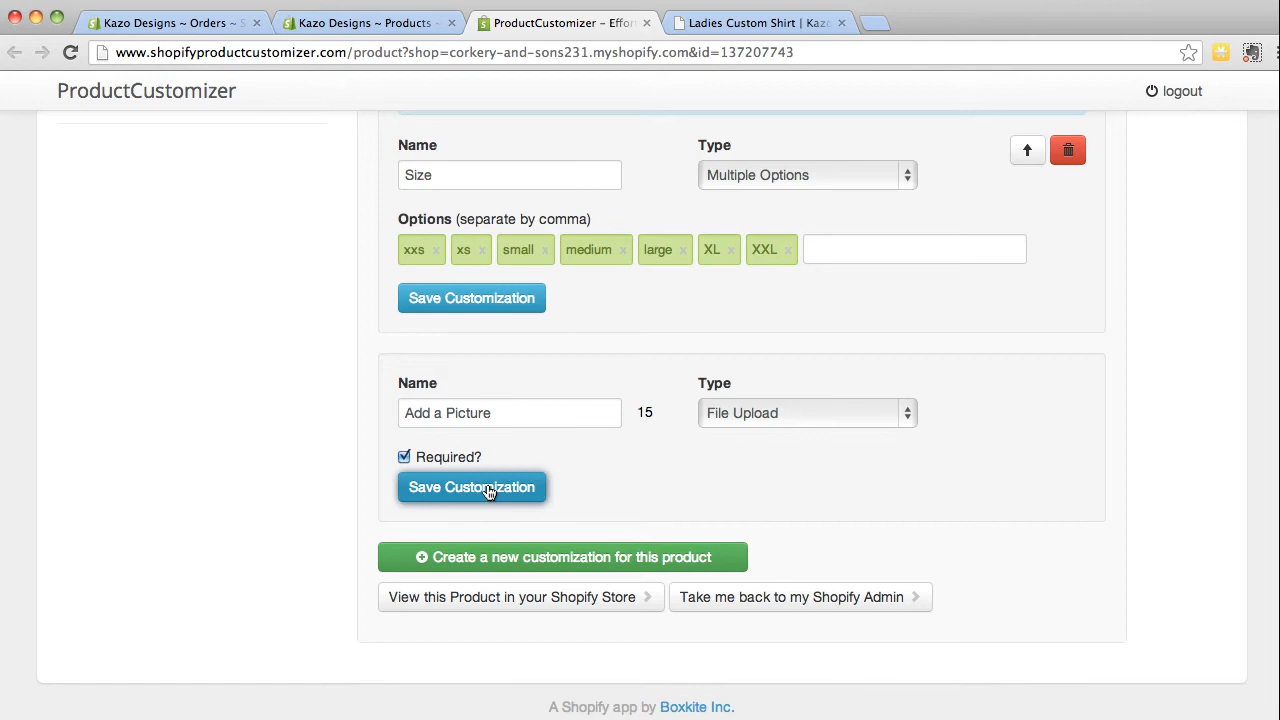 Kazo Designs ~ Orders ~ S
Kazo Designs ~ Products ~
ProductCustomizer – Effor
Ladies Custom Shirt | Kazo
www.shopifyproductcustomizer.com/product?shop=corkery-and-sons231.myshopify.com&id=137207743
ProductCustomizer
logout
Name
Type
Size
Multiple Options
Options (separate by comma)
xxs x xs x small x medium x large x XL x XXL x
Save Customization
Name
Type
Add a Picture
15
File Upload
Required?
Save Customization
Create a new customization for this product
View this Product in your Shopify Store
Take me back to my Shopify Admin
A Shopify app by Boxkite Inc.